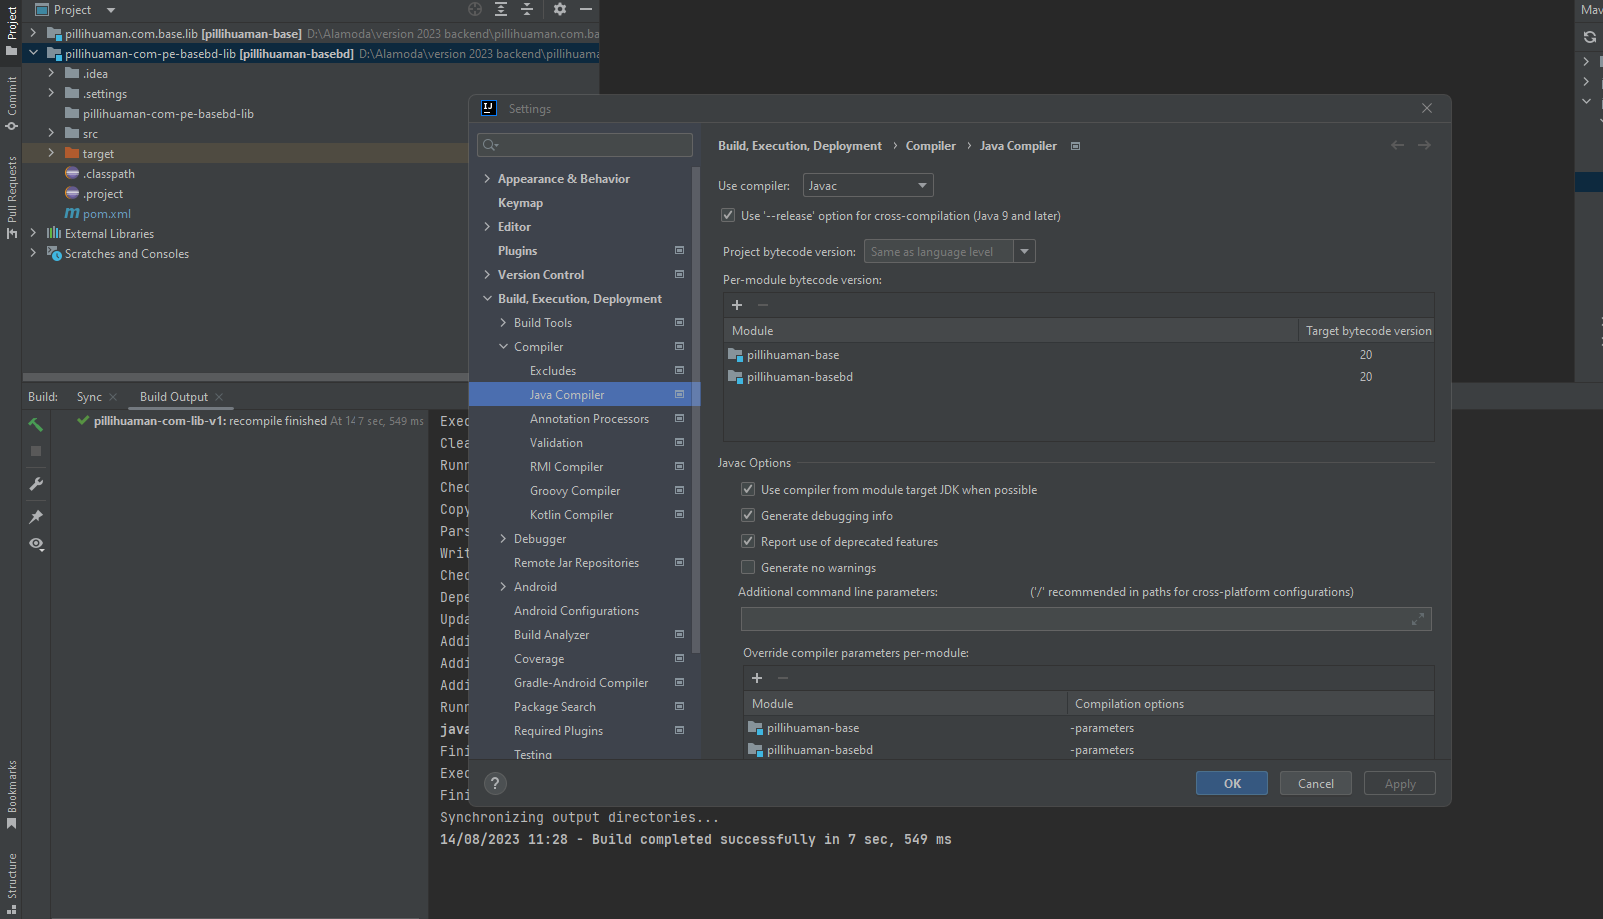 Project
pillihuaman.com.base.lib [pillihuaman-base] D:\Alamoda\version 2023 backend\pillihuaman.com.ba
pillihuaman-com-pe-basebd-lib [pillihuaman-basebd] D:\Alamoda\version 2023 backend\pillihuama
.idea
.settings
pillihuaman-com-pe-basebd-lib
src
target
.classpath
.project
pom.xml
External Libraries
Scratches and Consoles
Project
Commit
Pull Requests
Bookmarks
Structure
Mav
Build: Sync Build Output
pillihuaman-com-lib-v1: recompile finished At 14 7 sec, 549 ms
Exec
Clea
Runn
Chec
Copy
Pars
Writ
Chec
Depe
Upda
Addi
Addi
Addi
Runn
java
Fini
Exec
Fini
Synchronizing output directories...
14/08/2023 11:28 - Build completed successfully in 7 sec, 549 ms
Settings
Appearance & Behavior
Keymap
Editor
Plugins
Version Control
Build, Execution, Deployment
Build Tools
Compiler
Excludes
Java Compiler
Annotation Processors
Validation
RMI Compiler
Groovy Compiler
Kotlin Compiler
Debugger
Remote Jar Repositories
Android
Android Configurations
Build Analyzer
Coverage
Gradle-Android Compiler
Package Search
Required Plugins
Testing
Build, Execution, Deployment › Compiler › Java Compiler
Use compiler: Javac
Use '--release' option for cross-compilation (Java 9 and later)
Project bytecode version: Same as language level
Per-module bytecode version:
Module Target bytecode version
pillihuaman-base 20
pillihuaman-basebd 20
Javac Options
Use compiler from module target JDK when possible
Generate debugging info
Report use of deprecated features
Generate no warnings
Additional command line parameters: ('/' recommended in paths for cross-platform configurations)
Override compiler parameters per-module:
Module Compilation options
pillihuaman-base -parameters
pillihuaman-basebd -parameters
? OK Cancel Apply